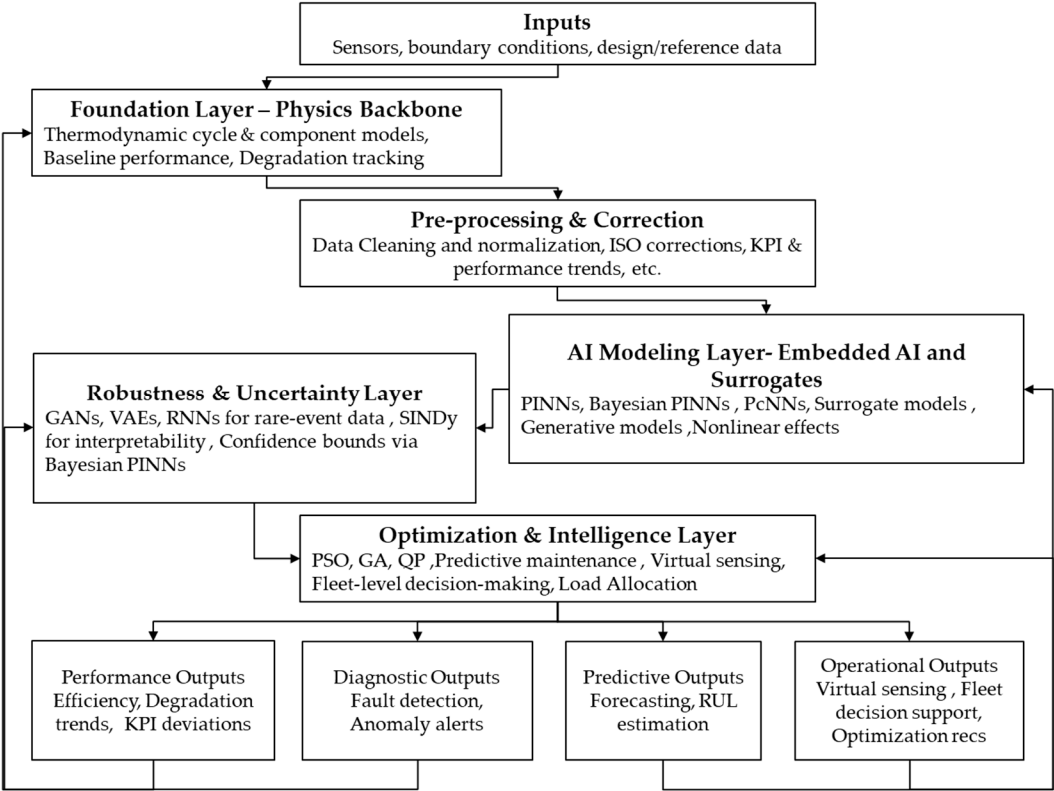 Inputs
Sensors, boundary conditions, design/reference data
Foundation Layer – Physics Backbone
Thermodynamic cycle & component models,
Baseline performance, Degradation tracking
Pre-processing & Correction
Data Cleaning and normalization, ISO corrections, KPI &
performance trends, etc.
AI Modeling Layer- Embedded AI and
Surrogates
PINNs, Bayesian PINNs , PcNNs, Surrogate models ,
Generative models ,Nonlinear effects
Robustness & Uncertainty Layer
GANs, VAEs, RNNs for rare-event data , SINDy
for interpretability , Confidence bounds via
Bayesian PINNs
Optimization & Intelligence Layer
PSO, GA, QP ,Predictive maintenance , Virtual sensing,
Fleet-level decision-making, Load Allocation
Performance Outputs
Efficiency, Degradation
trends, KPI deviations
Diagnostic Outputs
Fault detection,
Anomaly alerts
Predictive Outputs
Forecasting, RUL
estimation
Operational Outputs
Virtual sensing , Fleet
decision support,
Optimization recs